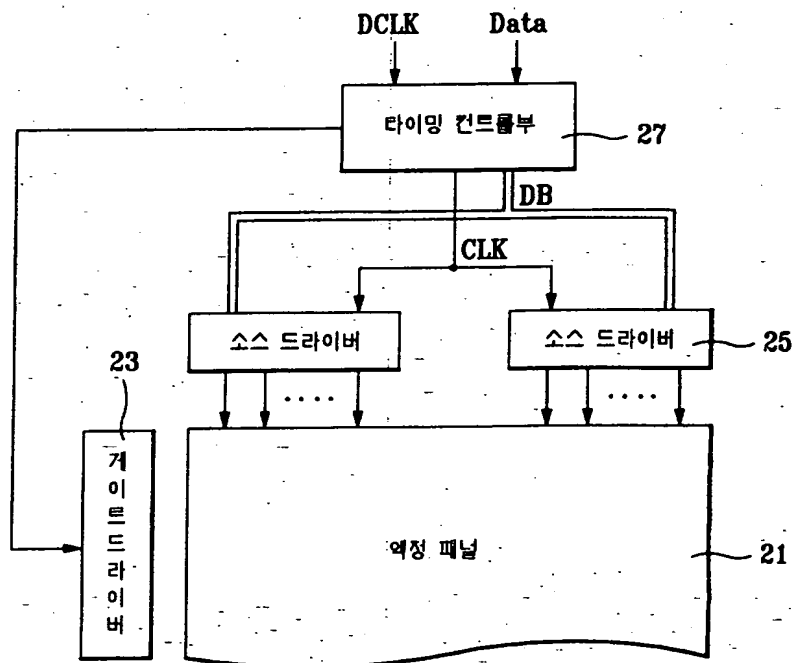 DCLK Data
타이밍 컨트롤부
27
DB
CLK
소스 드라이버
소스 드라이버
25
23
게이트드라이버
액정 패널
21